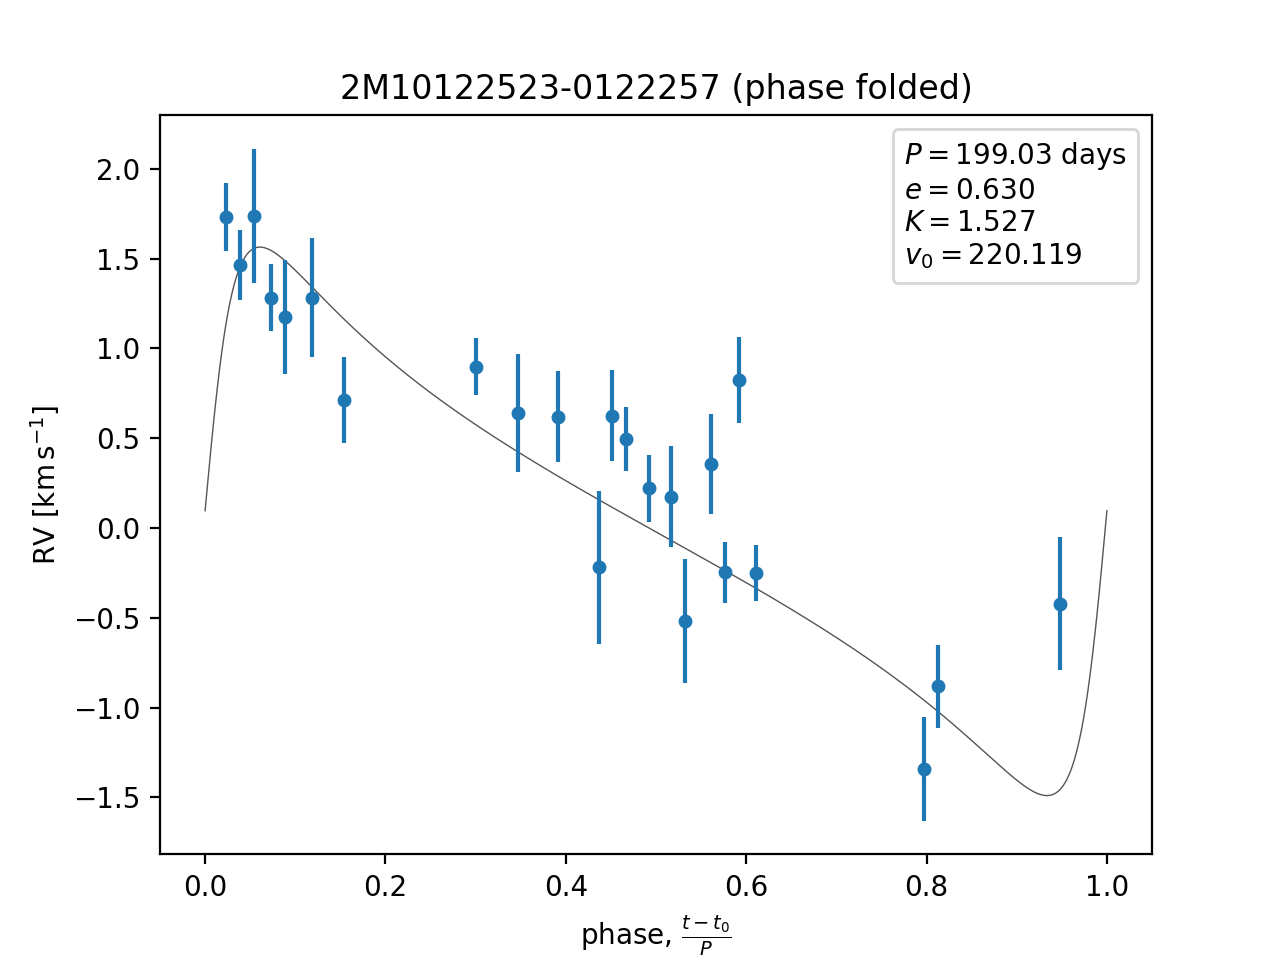 2M10122523-0122257 (phase folded)
P = 199.03 days
e = 0.630
K = 1.527
v₀ = 220.119
RV [km s⁻¹]
2.0
1.5
1.0
0.5
0.0
−0.5
−1.0
−1.5
0.0 0.2 0.4 0.6 0.8 1.0
phase, (t − t₀)/P